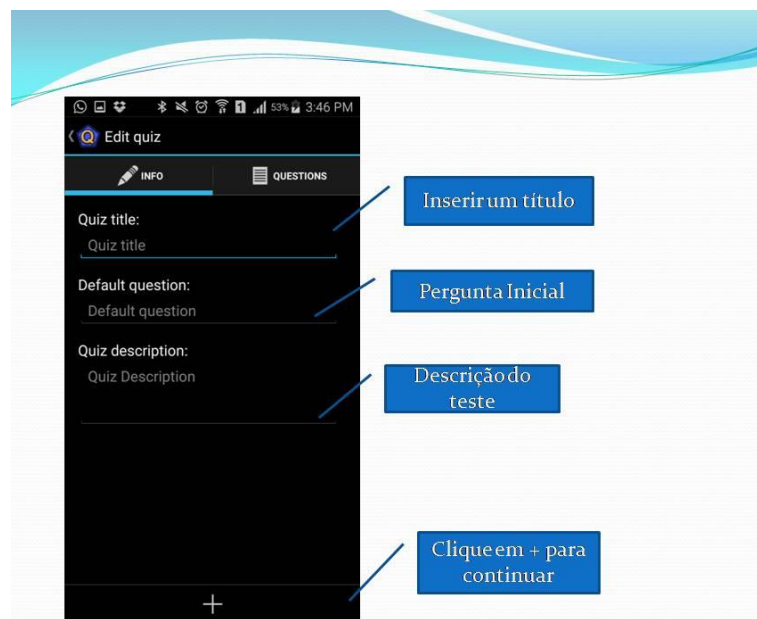 53% 3:46 PM
Edit quiz
INFO QUESTIONS
Inserir um título
Quiz title:
Quiz title
Default question:
Pergunta Inicial
Default question
Quiz description:
Descrição do
teste
Quiz Description
Clique em + para
continuar
+